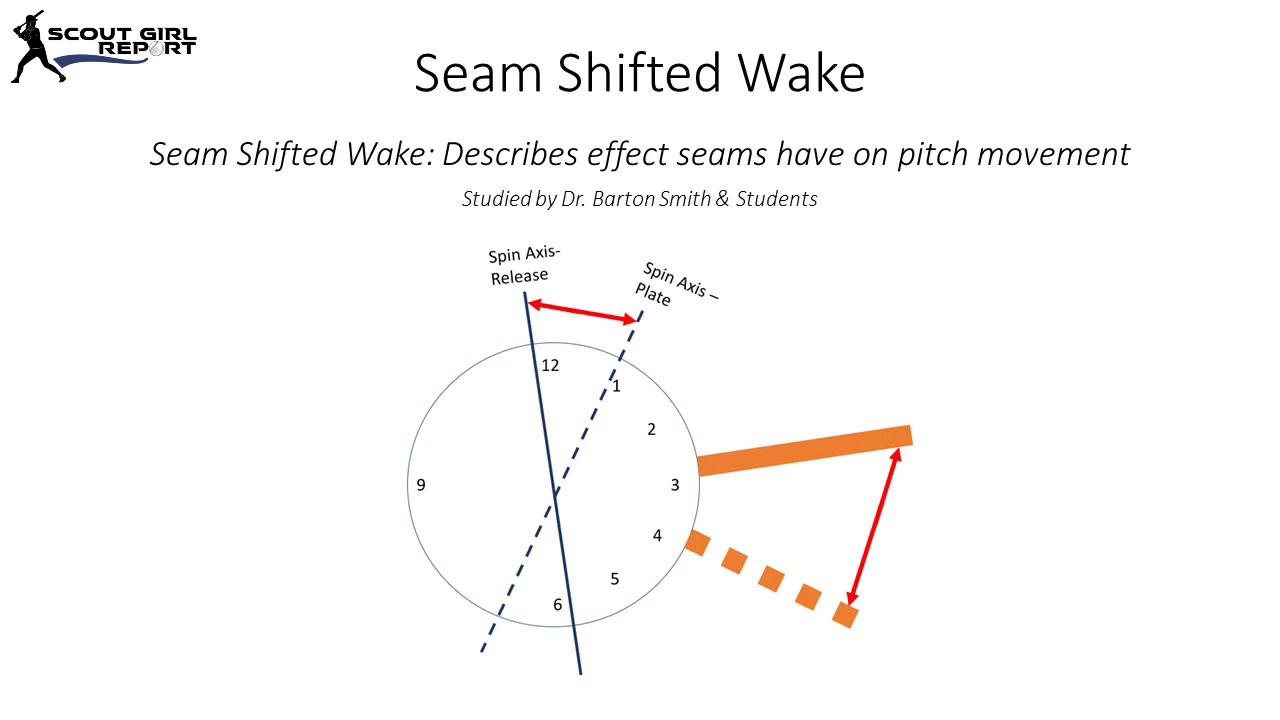 SCOUT GIRL
REPORT
Seam Shifted Wake
Seam Shifted Wake: Describes effect seams have on pitch movement
Studied by Dr. Barton Smith & Students
Spin Axis-
Release
Spin Axis –
Plate
12
1
2
9
3
4
5
6